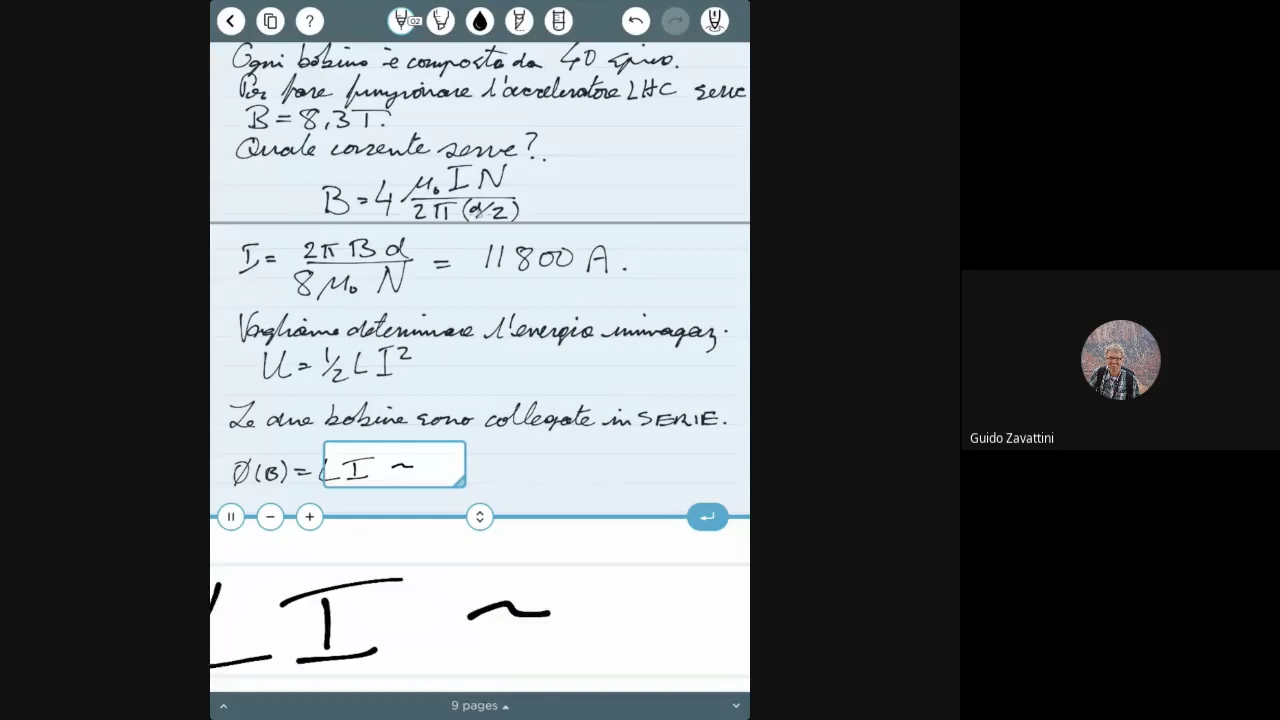 ?
02
Ogni bobina è composta da 40 spire.
Per fare funzionare l'acceleratore LHC serve
B = 8,3T.
Quale corrente serve?
B = 4 μ₀ I N / 2π (d/2)
I = 2π B d / 8 μ₀ N = 11800 A.
Vogliamo determinare l'energia immagaz.
U = ½ L I²
Le due bobine sono collegate in SERIE.
Ø(B) = L I ~
L I ~
9 pages
Guido Zavattini